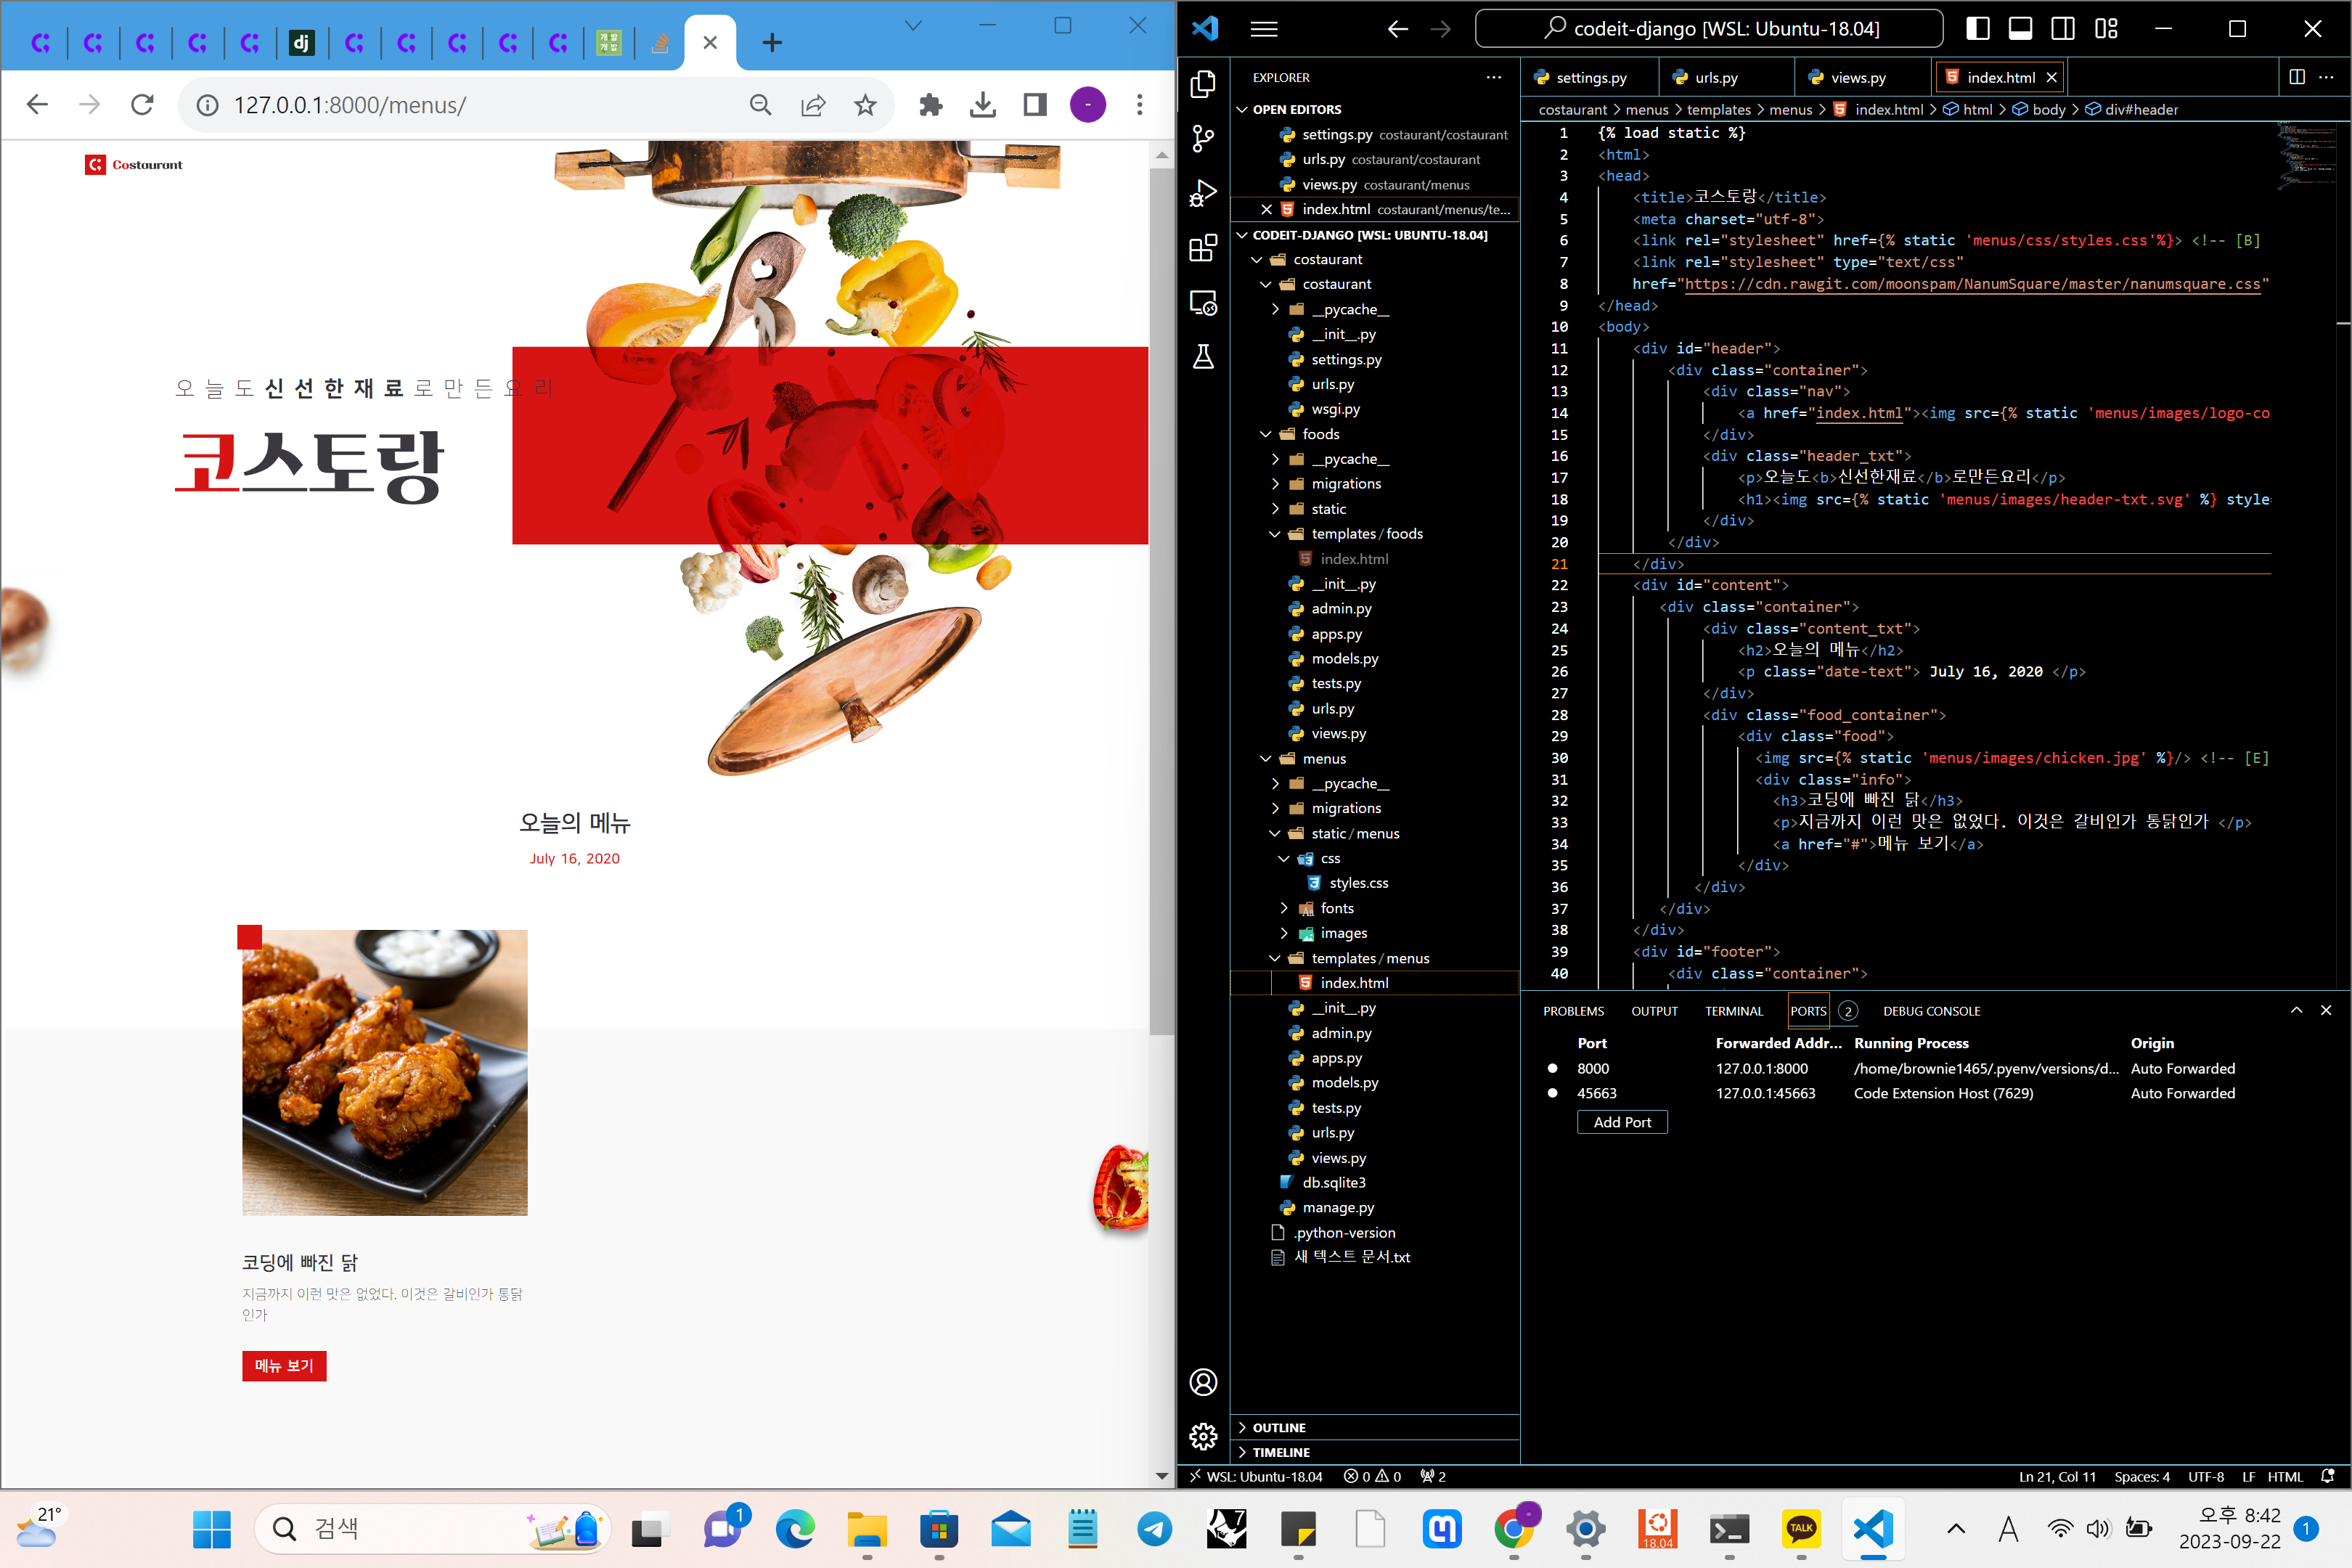 127.0.0.1:8000/menus/
Costaurant
오늘도신선한재료로만든요리
코스토랑
오늘의 메뉴
July 16, 2020
코딩에 빠진 닭
지금까지 이런 맛은 없었다. 이것은 갈비인가 통닭
인가
메뉴 보기
codeit-django [WSL: Ubuntu-18.04]
EXPLORER
OPEN EDITORS
settings.py costaurant/costaurant
urls.py costaurant/costaurant
views.py costaurant/menus
index.html costaurant/menus/te...
CODEIT-DJANGO [WSL: UBUNTU-18.04]
costaurant
costaurant
__pycache__
__init__.py
settings.py
urls.py
wsgi.py
foods
__pycache__
migrations
static
templates/foods
index.html
__init__.py
admin.py
apps.py
models.py
tests.py
urls.py
views.py
menus
__pycache__
migrations
static/menus
css
styles.css
fonts
images
templates/menus
index.html
__init__.py
admin.py
apps.py
models.py
tests.py
urls.py
views.py
db.sqlite3
manage.py
.python-version
새 텍스트 문서.txt
OUTLINE
TIMELINE
settings.py urls.py views.py index.html
costaurant > menus > templates > menus > index.html > html > body > div#header
1 {% load static %}
2 <html>
3 <head>
4 <title>코스토랑</title>
5 <meta charset="utf-8">
6 <link rel="stylesheet" href={% static 'menus/css/styles.css'%}> <!-- [B]
7 <link rel="stylesheet" type="text/css"
8 href="https://cdn.rawgit.com/moonspam/NanumSquare/master/nanumsquare.css"
9 </head>
10 <body>
11 <div id="header">
12 <div class="container">
13 <div class="nav">
14 <a href="index.html"><img src={% static 'menus/images/logo-co
15 </div>
16 <div class="header_txt">
17 <p>오늘도<b>신선한재료</b>로만든요리</p>
18 <h1><img src={% static 'menus/images/header-txt.svg' %} style
19 </div>
20 </div>
21 </div>
22 <div id="content">
23 <div class="container">
24 <div class="content_txt">
25 <h2>오늘의 메뉴</h2>
26 <p class="date-text"> July 16, 2020 </p>
27 </div>
28 <div class="food_container">
29 <div class="food">
30 <img src={% static 'menus/images/chicken.jpg' %}/> <!-- [E]
31 <div class="info">
32 <h3>코딩에 빠진 닭</h3>
33 <p>지금까지 이런 맛은 없었다. 이것은 갈비인가 통닭인가 </p>
34 <a href="#">메뉴 보기</a>
35 </div>
36 </div>
37 </div>
38 </div>
39 <div id="footer">
40 <div class="container">
PROBLEMS OUTPUT TERMINAL PORTS 2 DEBUG CONSOLE
Port Forwarded Addr... Running Process Origin
8000 127.0.0.1:8000 /home/brownie1465/.pyenv/versions/d... Auto Forwarded
45663 127.0.0.1:45663 Code Extension Host (7629) Auto Forwarded
Add Port
WSL: Ubuntu-18.04 0 0 2 Ln 21, Col 11 Spaces: 4 UTF-8 LF HTML
21° 검색 1 7 18.04 TALK A 오후 8:42 1
2023-09-22